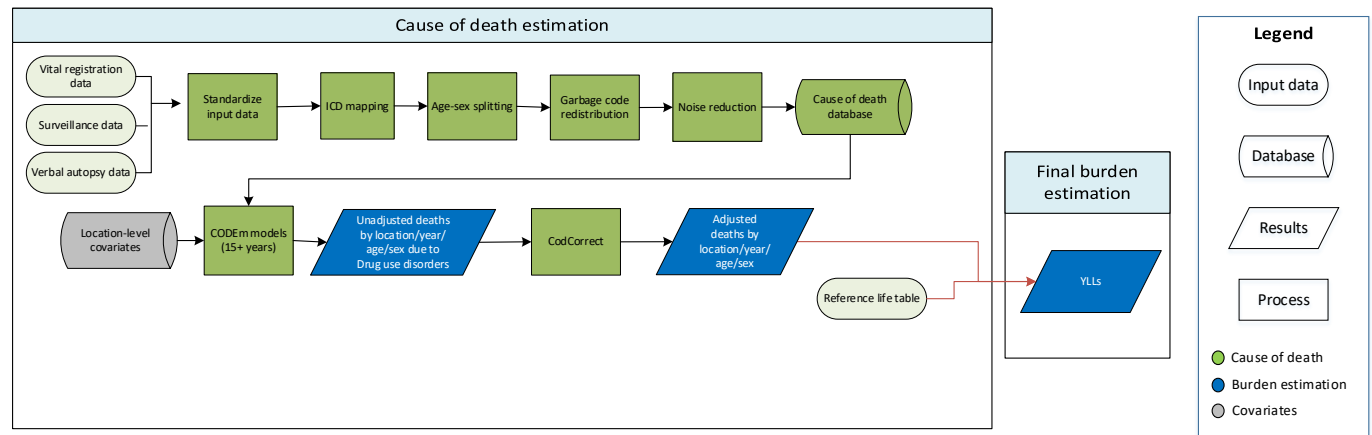 Cause of death estimation
Vital registration
data
Surveillance data
Verbal autopsy data
Standardize
input data
ICD mapping
Age-sex splitting
Garbage code
redistribution
Noise reduction
Cause of death
database
Location-level
covariates
CODEm models
(15+ years)
Unadjusted deaths
by location/year/
age/sex due to
Drug use disorders
CodCorrect
Adjusted
deaths by
location/year/
age/sex
Reference life table
Final burden
estimation
YLLs
Legend
Input data
Database
Results
Process
Cause of death
Burden estimation
Covariates